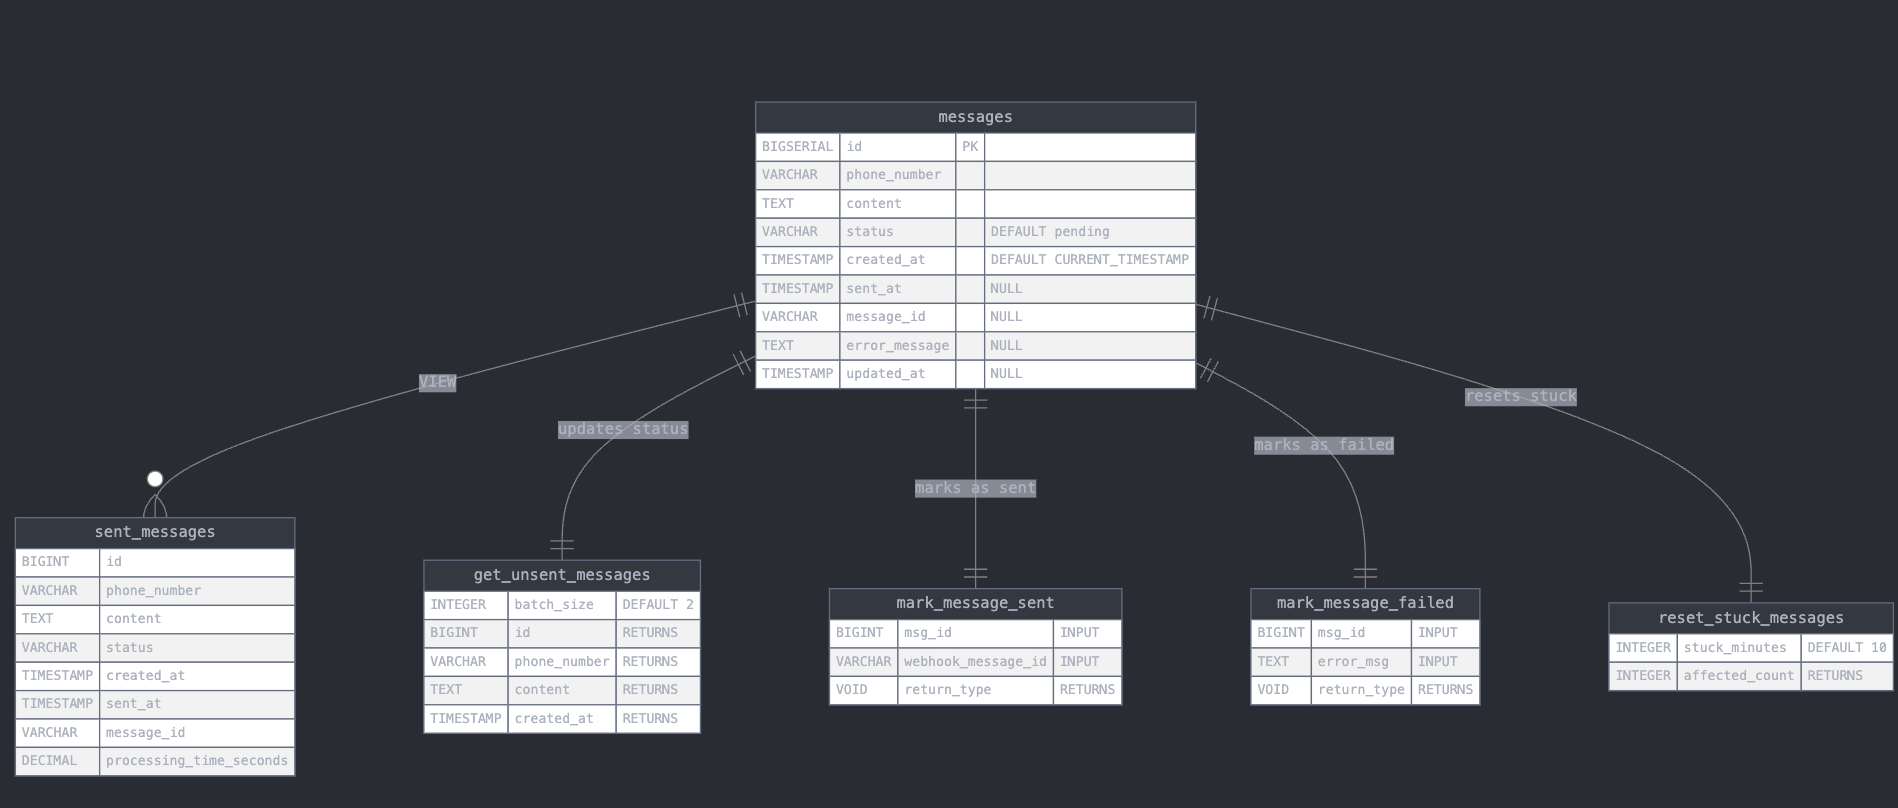 messages
BIGSERIAL id PK
VARCHAR phone_number
TEXT content
VARCHAR status DEFAULT pending
TIMESTAMP created_at DEFAULT CURRENT_TIMESTAMP
TIMESTAMP sent_at NULL
VARCHAR message_id NULL
TEXT error_message NULL
TIMESTAMP updated_at NULL
VIEW
updates status
marks as sent
marks as failed
resets stuck
sent_messages
BIGINT id
VARCHAR phone_number
TEXT content
VARCHAR status
TIMESTAMP created_at
TIMESTAMP sent_at
VARCHAR message_id
DECIMAL processing_time_seconds
get_unsent_messages
INTEGER batch_size DEFAULT 2
BIGINT id RETURNS
VARCHAR phone_number RETURNS
TEXT content RETURNS
TIMESTAMP created_at RETURNS
mark_message_sent
BIGINT msg_id INPUT
VARCHAR webhook_message_id INPUT
VOID return_type RETURNS
mark_message_failed
BIGINT msg_id INPUT
TEXT error_msg INPUT
VOID return_type RETURNS
reset_stuck_messages
INTEGER stuck_minutes DEFAULT 10
INTEGER affected_count RETURNS